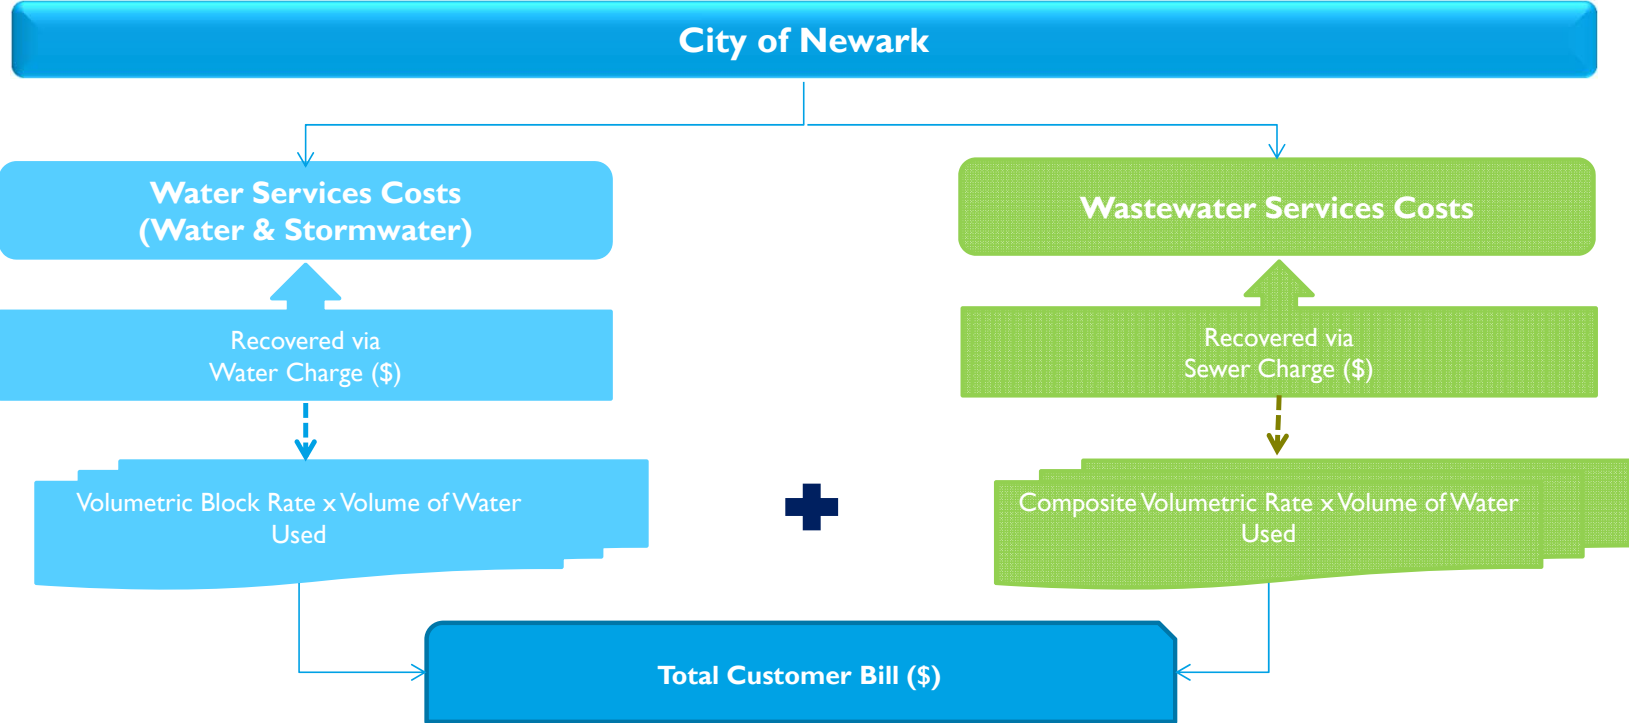 City of Newark
Water Services Costs
(Water & Stormwater)
Wastewater Services Costs
Recovered via
Water Charge ($)
Recovered via
Sewer Charge ($)
Volumetric Block Rate x Volume of Water
Used
Composite Volumetric Rate x Volume of Water
Used
Total Customer Bill ($)